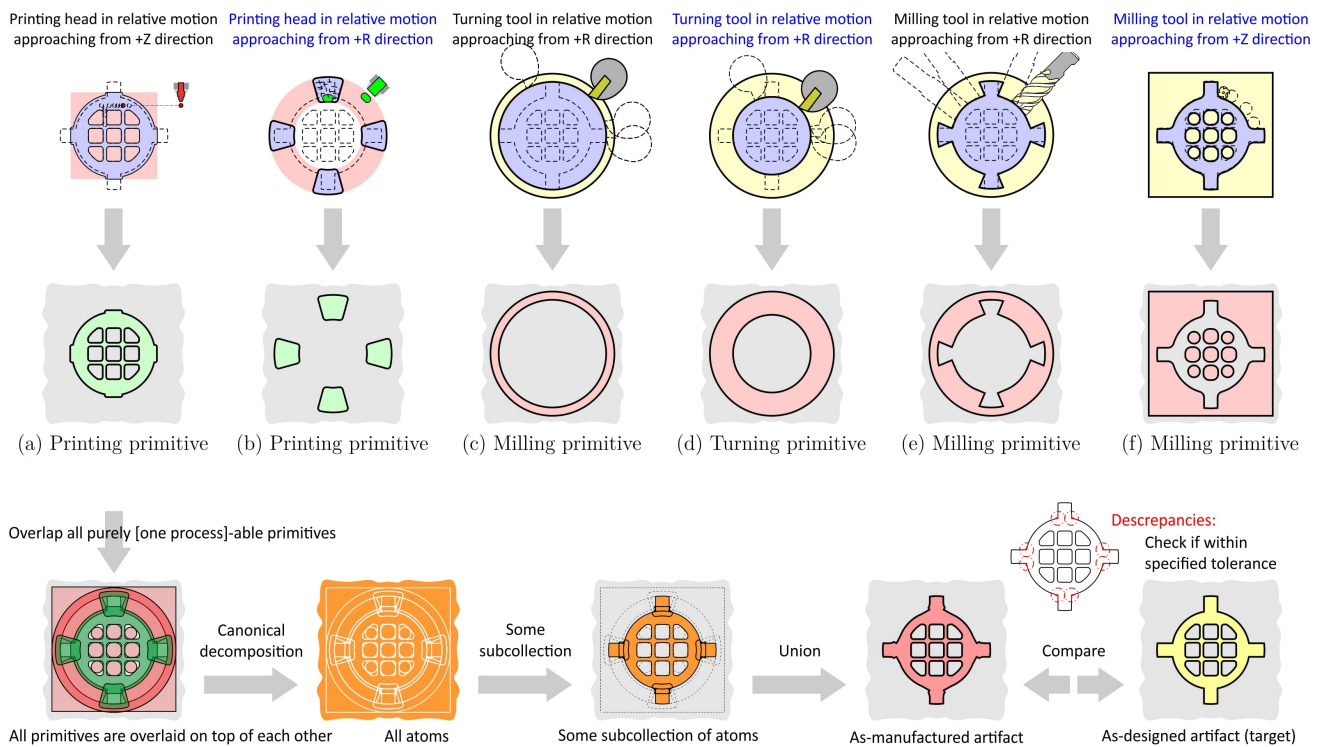 Printing head in relative motion
approaching from +Z direction
Printing head in relative motion
approaching from +R direction
Turning tool in relative motion
approaching from +R direction
Turning tool in relative motion
approaching from +R direction
Milling tool in relative motion
approaching from +R direction
Milling tool in relative motion
approaching from +Z direction
(a) Printing primitive
(b) Printing primitive
(c) Milling primitive
(d) Turning primitive
(e) Milling primitive
(f) Milling primitive
Overlap all purely [one process]-able primitives
Descrepancies:
Check if within
specified tolerance
Canonical
decomposition
Some
subcollection
Union
Compare
All primitives are overlaid on top of each other
All atoms
Some subcollection of atoms
As-manufactured artifact
As-designed artifact (target)